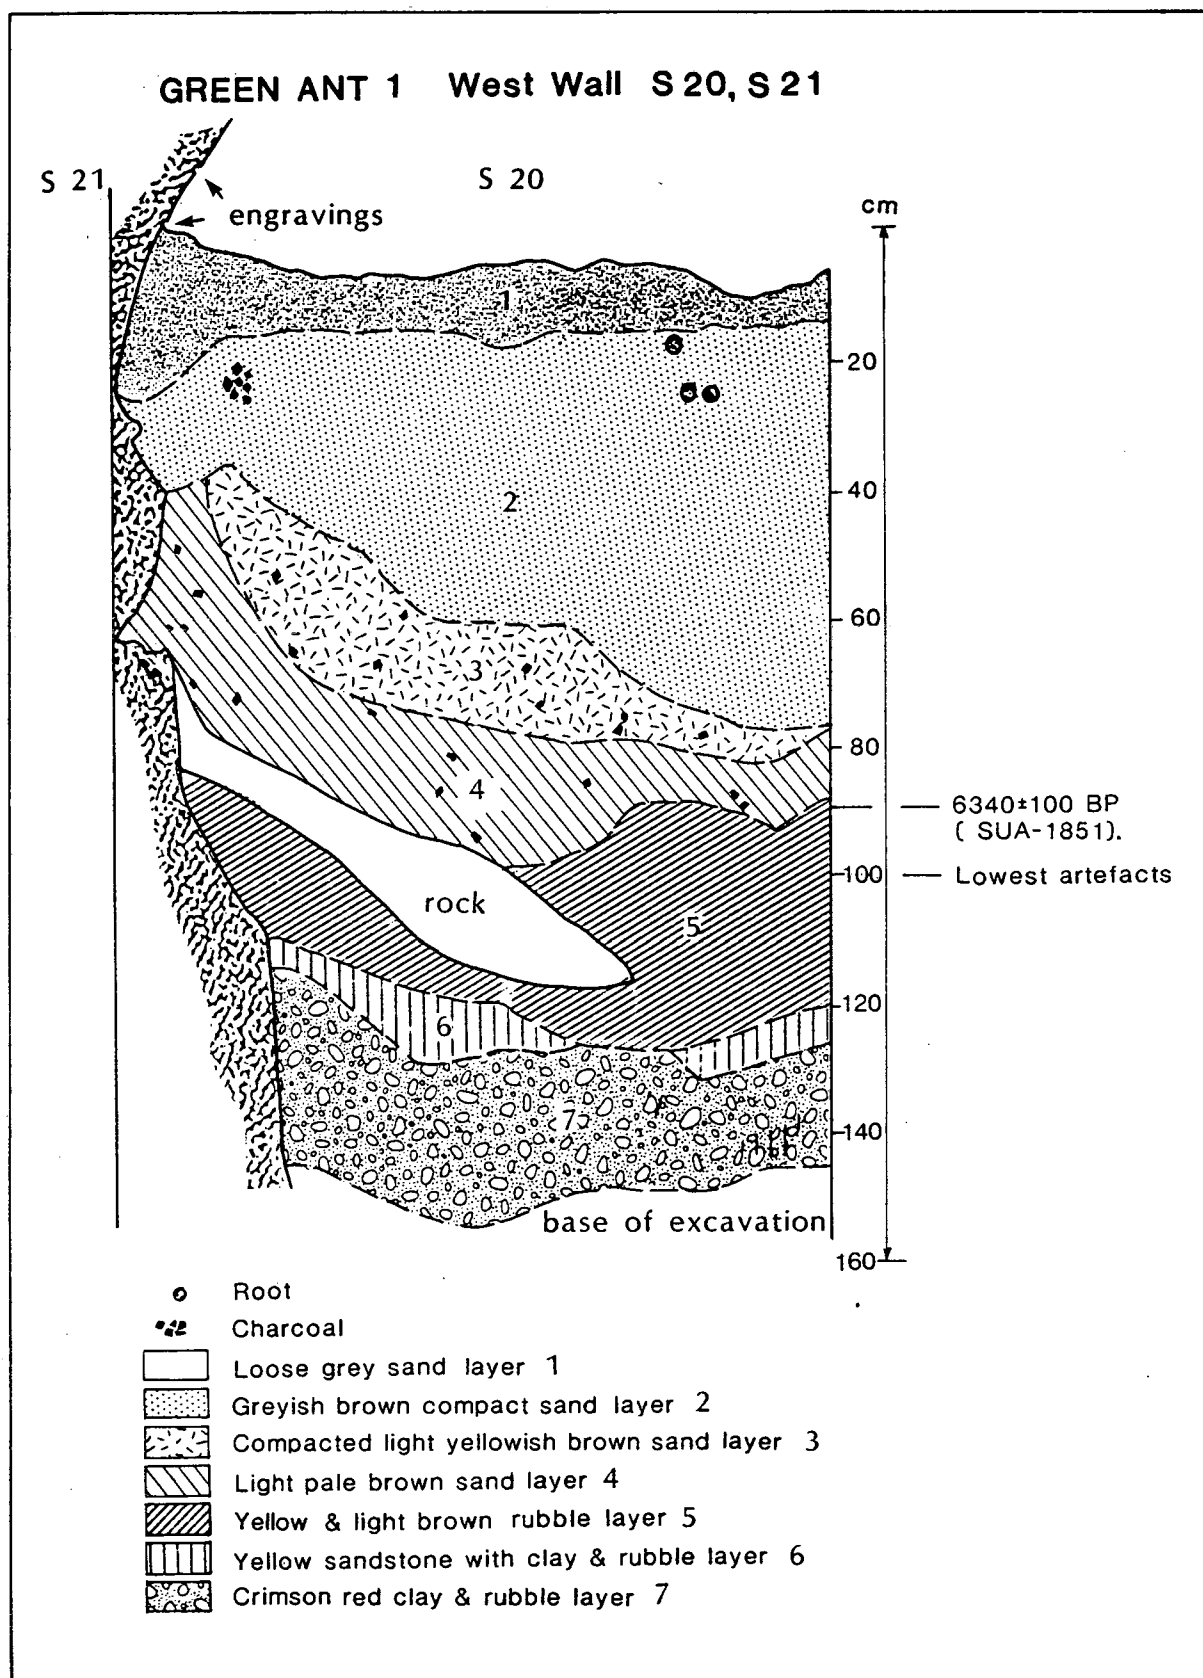 GREEN ANT 1 West Wall S 20, S 21
S 21
S 20
engravings
cm
1
20
2
40
60
3
80
4
6340±100 BP
( SUA-1851).
100
Lowest artefacts
rock
5
120
6
7
140
base of excavation
160
Root
Charcoal
Loose grey sand layer 1
Greyish brown compact sand layer 2
Compacted light yellowish brown sand layer 3
Light pale brown sand layer 4
Yellow & light brown rubble layer 5
Yellow sandstone with clay & rubble layer 6
Crimson red clay & rubble layer 7